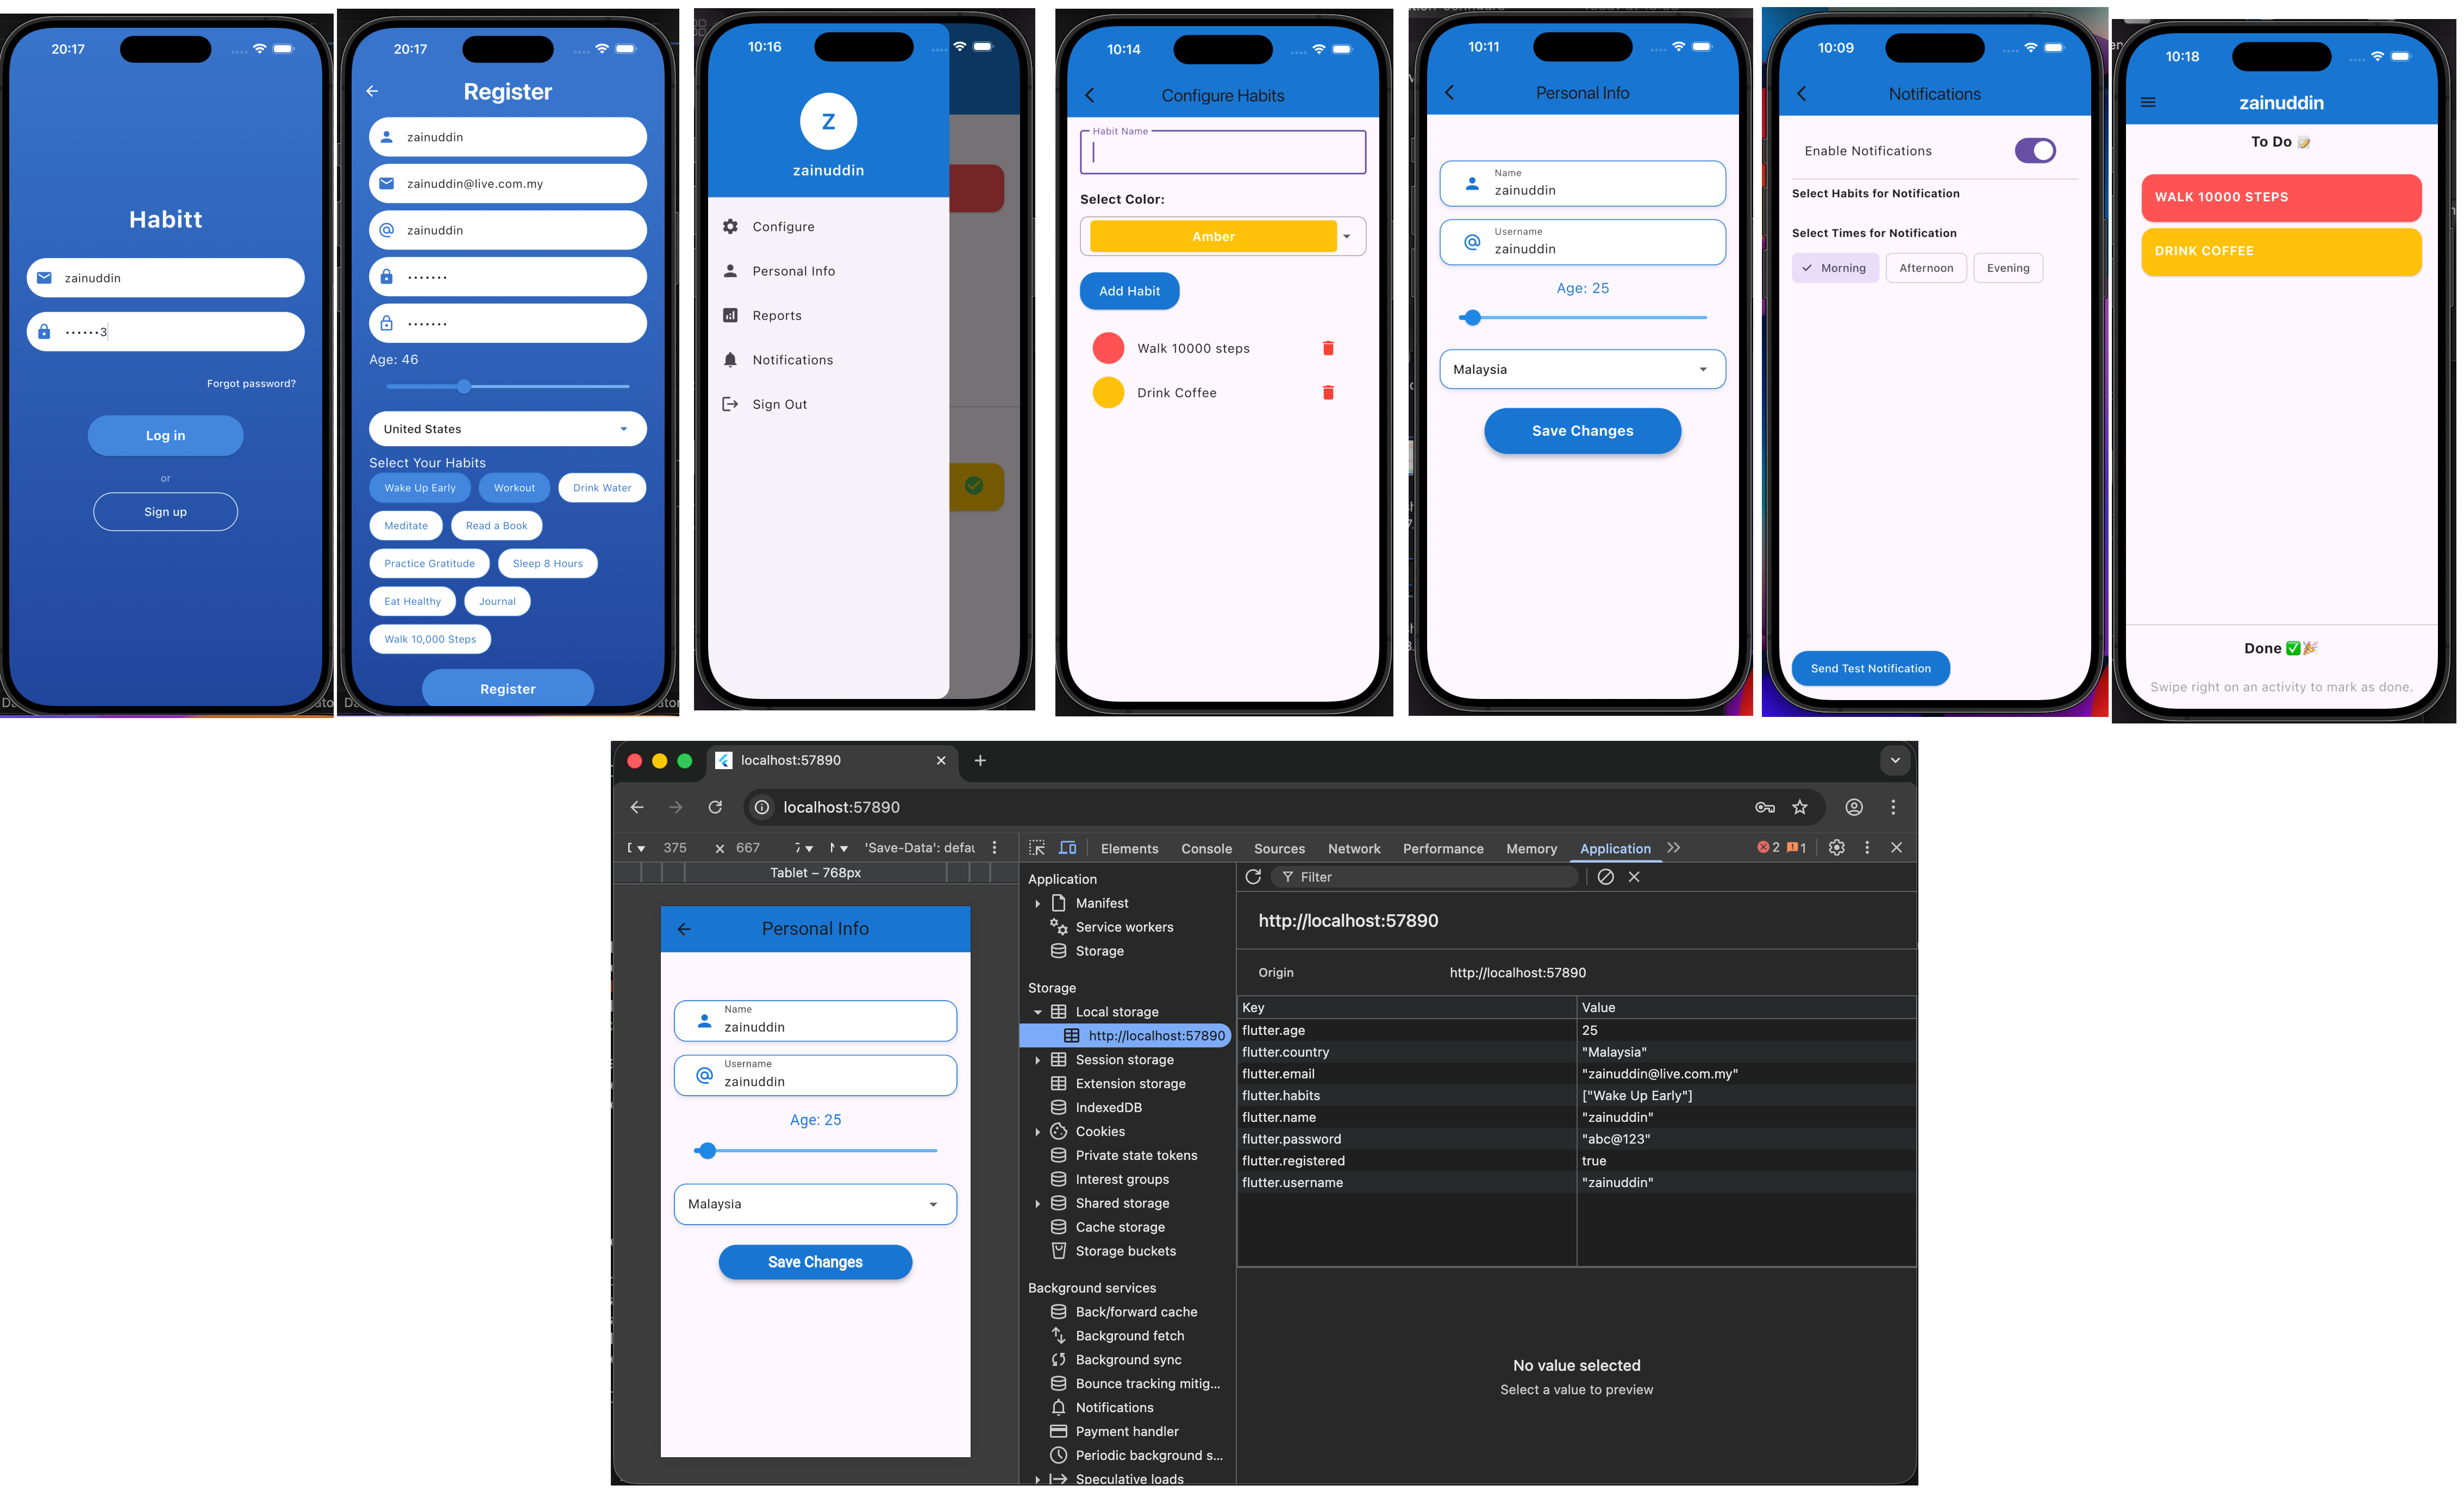 20:17
Habitt
zainuddin
······3
Forgot password?
Log in
or
Sign up
20:17
Register
zainuddin
zainuddin@live.com.my
zainuddin
·······
·······
Age: 46
United States
Select Your Habits
Wake Up Early Workout Drink Water
Meditate Read a Book
Practice Gratitude Sleep 8 Hours
Eat Healthy Journal
Walk 10,000 Steps
Register
10:16
Z
zainuddin
Configure
Personal Info
Reports
Notifications
Sign Out
10:14
Configure Habits
Habit Name
Select Color:
Amber
Add Habit
Walk 10000 steps
Drink Coffee
10:11
Personal Info
Name
zainuddin
Username
zainuddin
Age: 25
Malaysia
Save Changes
10:09
Notifications
Enable Notifications
Select Habits for Notification
Select Times for Notification
Morning Afternoon Evening
Send Test Notification
10:18
zainuddin
To Do 📝
WALK 10000 STEPS
DRINK COFFEE
Done ✅🎉
Swipe right on an activity to mark as done.
localhost:57890
localhost:57890
375 × 667 'Save-Data': defau
Tablet – 768px
Personal Info
Name
zainuddin
Username
zainuddin
Age: 25
Malaysia
Save Changes
Elements Console Sources Network Performance Memory Application 2 1
Application
Manifest
Service workers
Storage
Storage
Local storage
http://localhost:57890
Session storage
Extension storage
IndexedDB
Cookies
Private state tokens
Interest groups
Shared storage
Cache storage
Storage buckets
Background services
Back/forward cache
Background fetch
Background sync
Bounce tracking mitig...
Notifications
Payment handler
Periodic background s...
Speculative loads
Filter
http://localhost:57890
Origin http://localhost:57890
Key Value
flutter.age 25
flutter.country "Malaysia"
flutter.email "zainuddin@live.com.my"
flutter.habits ["Wake Up Early"]
flutter.name "zainuddin"
flutter.password "abc@123"
flutter.registered true
flutter.username "zainuddin"
No value selected
Select a value to preview